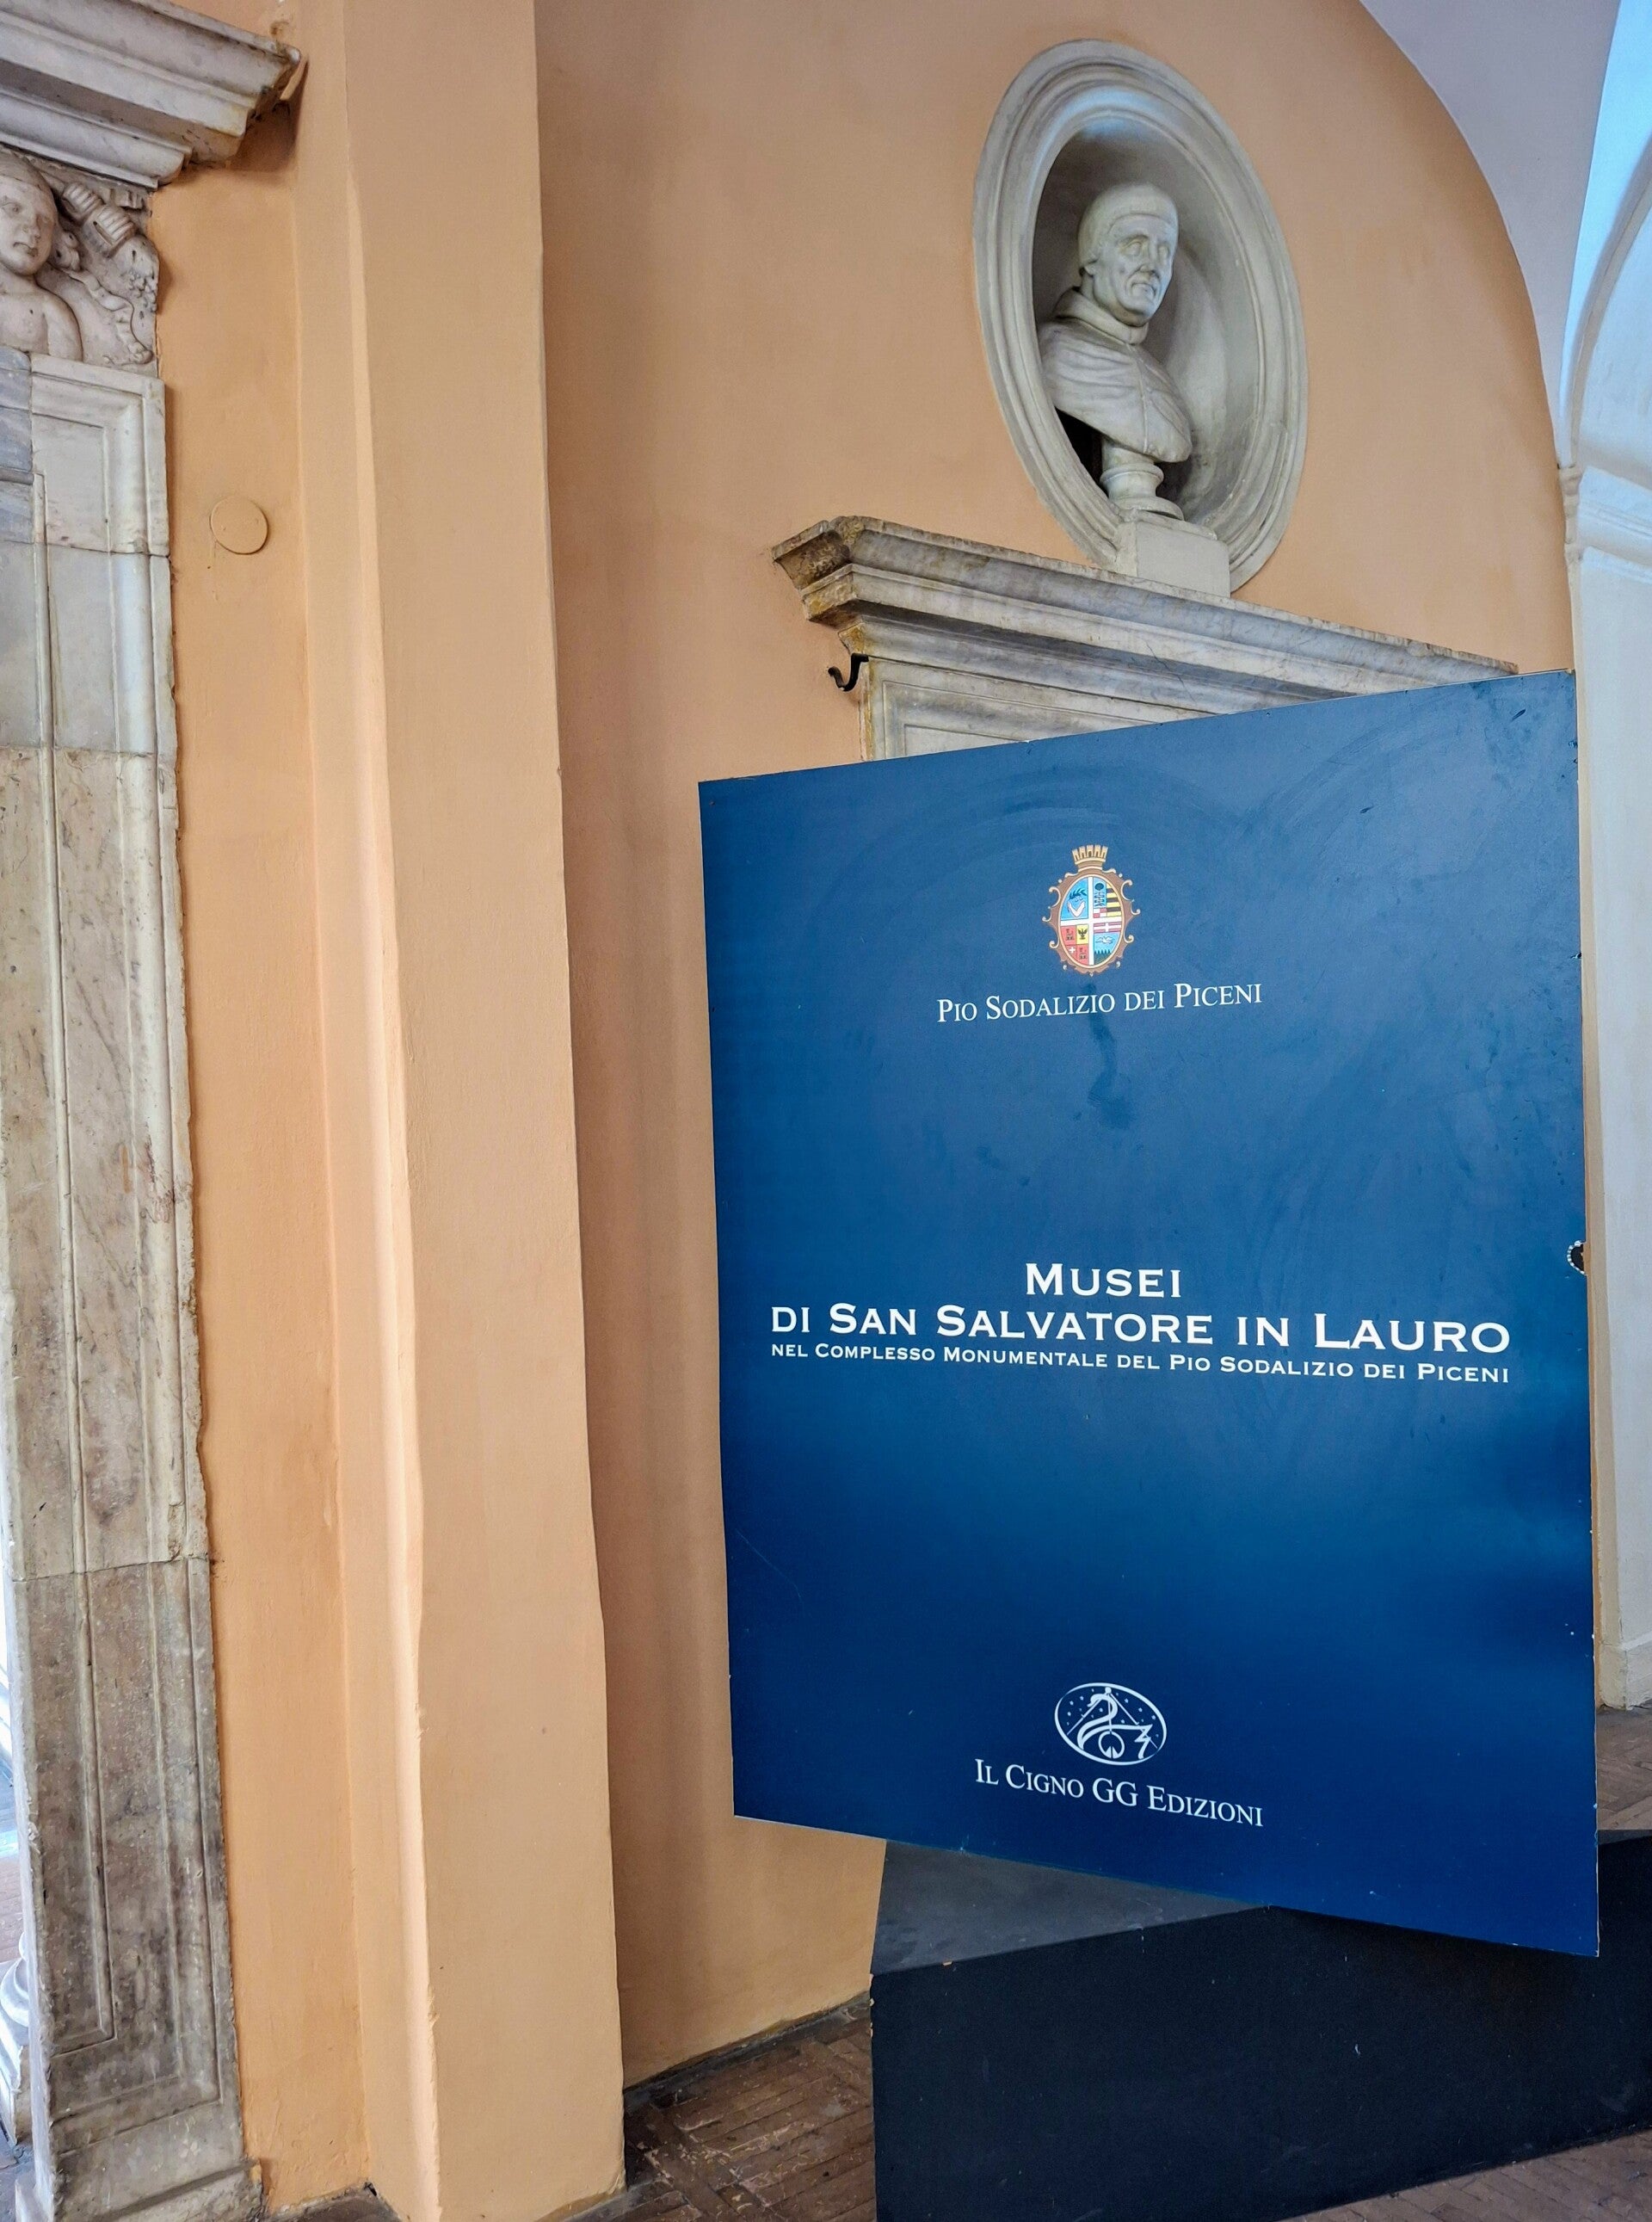 Pio Sodalizio dei Piceni
Musei
di San Salvatore in Lauro
nel Complesso Monumentale del Pio Sodalizio dei Piceni
Il Cigno GG Edizioni